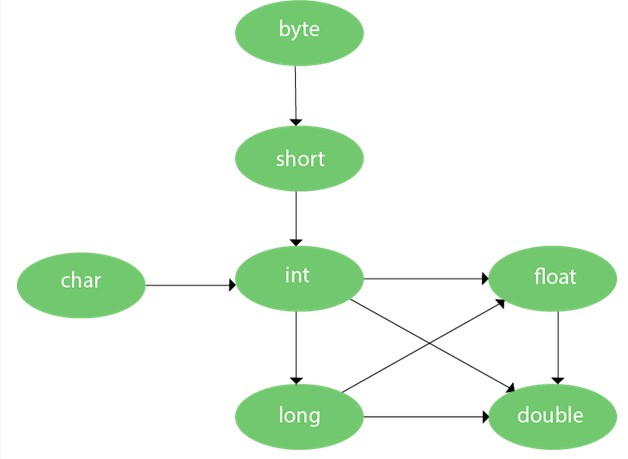 byte
short
char
int
float
long
double